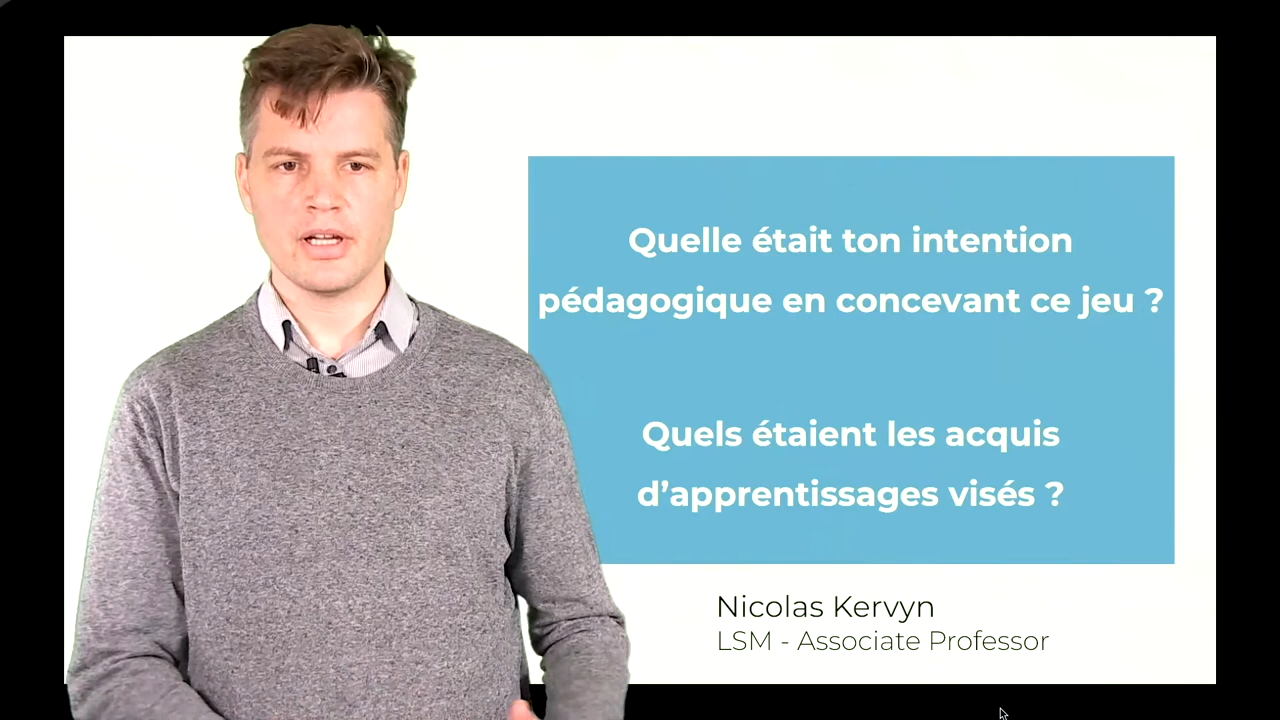 Quelle était ton intention
pédagogique en concevant ce jeu ?
Quels étaient les acquis
d’apprentissages visés ?
Nicolas Kervyn
LSM - Associate Professor